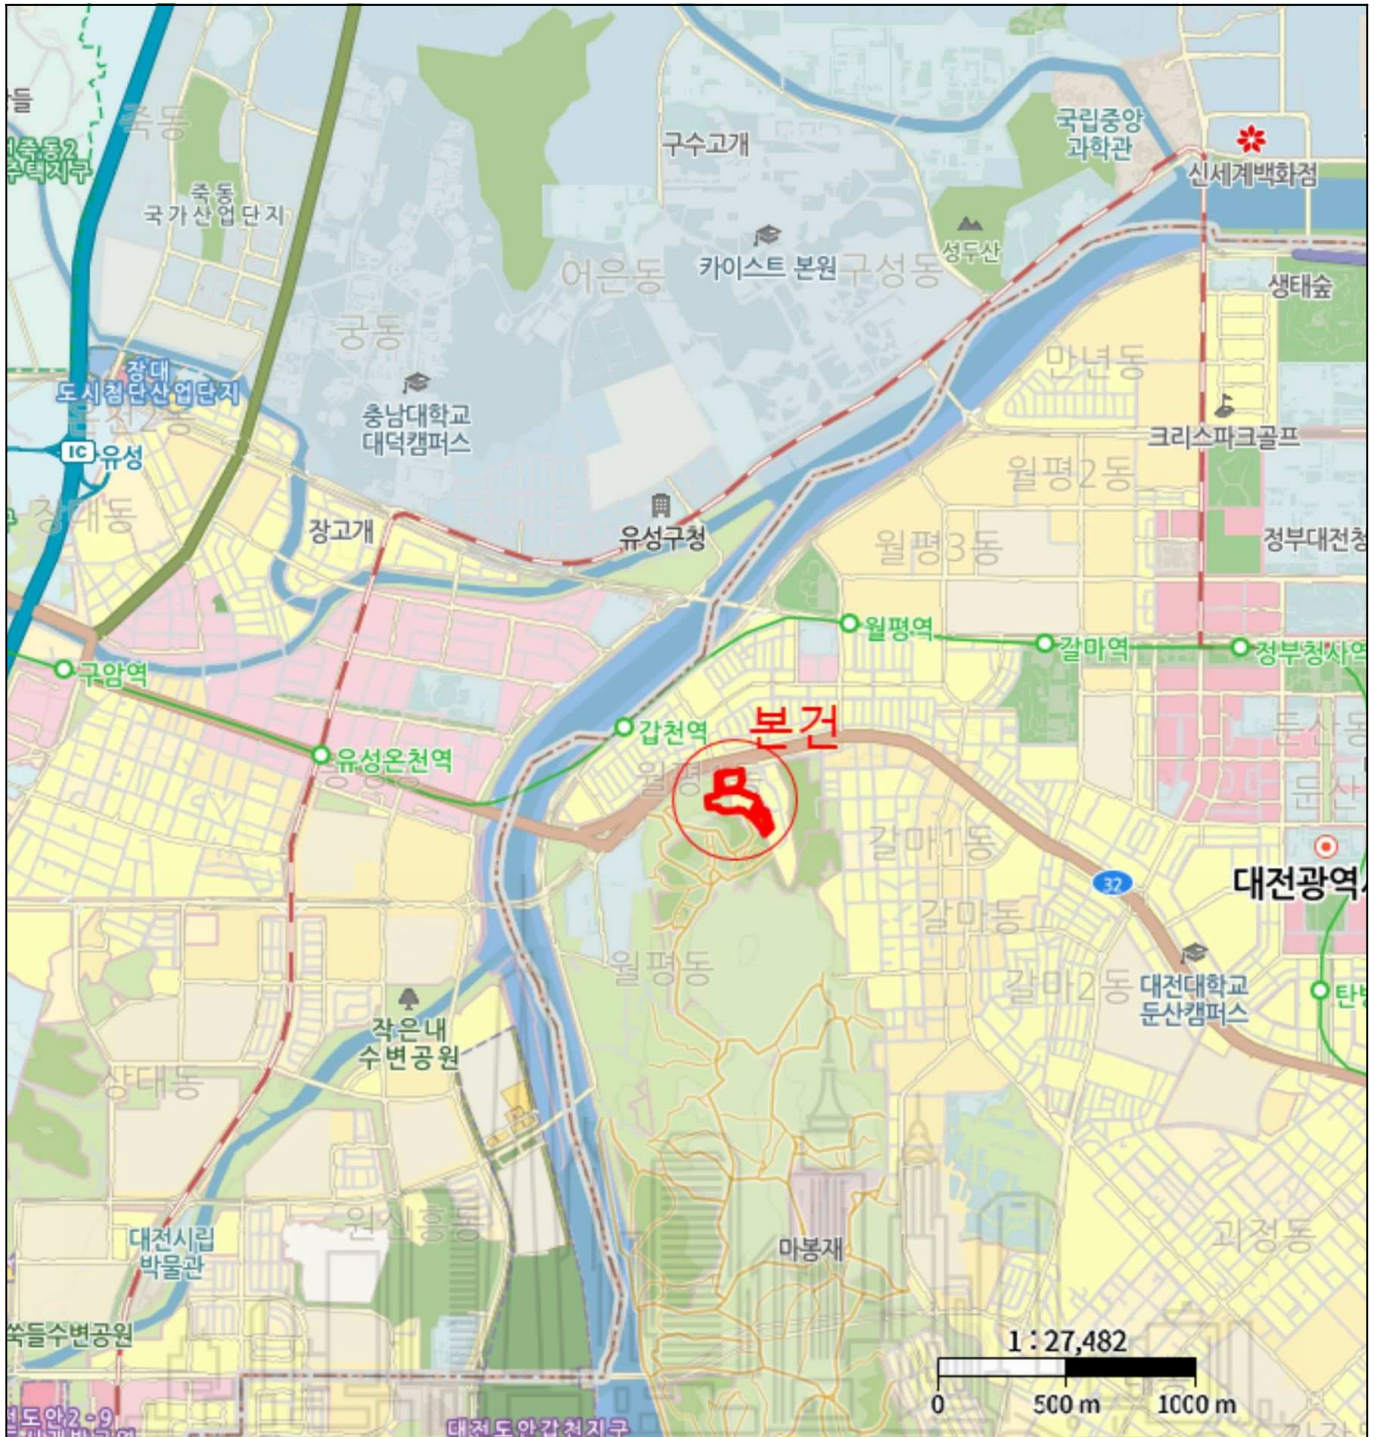 죽동
국립중앙
과학관
구수고개
신세계백화점
죽동
국가산업단지
성두산
어은동
카이스트 본원
구성동
생태숲
궁동
만년동
장대
도시첨단산업단지
충남대학교
대덕캠퍼스
크리스파크골프
IC
유성
월평2동
장대동
장고개
유성구청
월평3동
월평역
갈마역
정부청사역
구암역
갑천역
본건
둔산동
유성온천역
갈마1동
32
대전광역시
갈마동
월평동
갈마2동
대전대학교
둔산캠퍼스
작은내
수변공원
상대동
원신흥동
대전시립
박물관
마봉재
괴정동
쑥들수변공원
1:27,482
0
500 m
1000 m
대전도안갑천지구